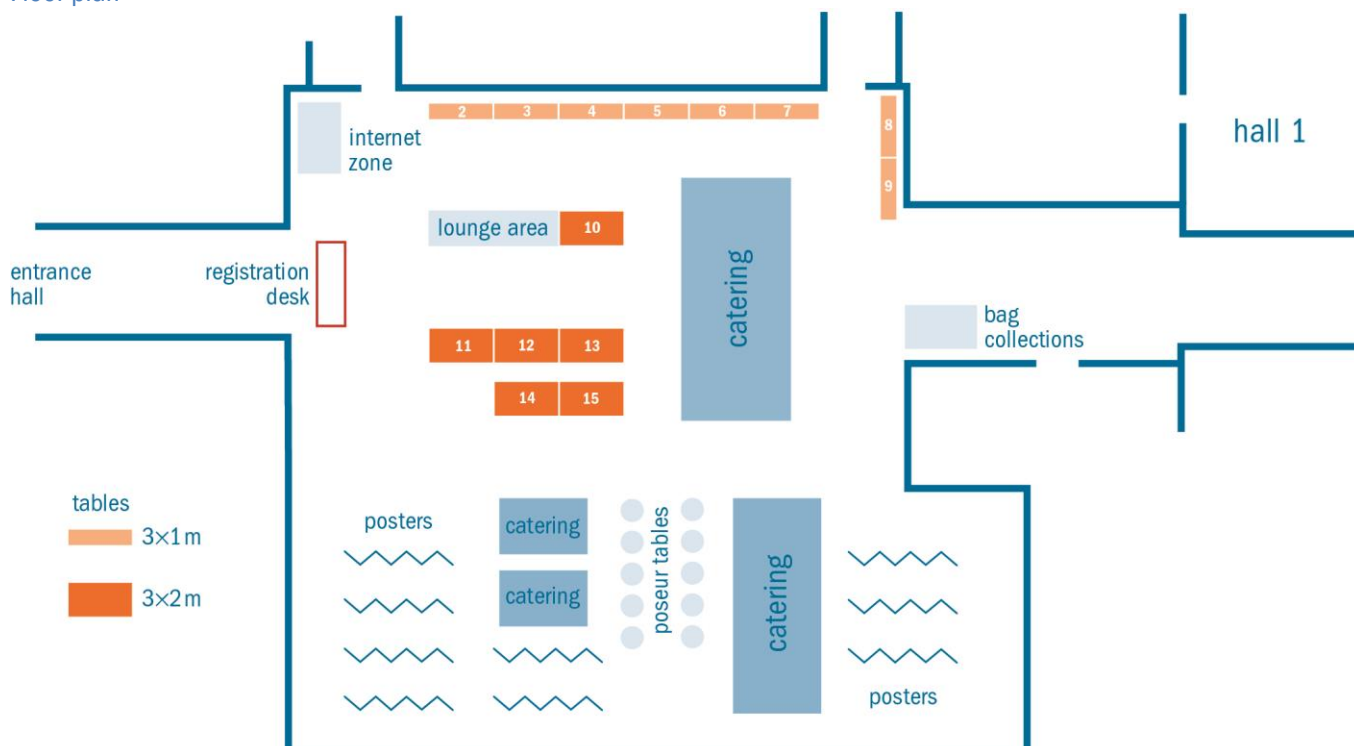 2 3 4 5 6 7
8
9
hall 1
internet
zone
lounge area 10
entrance
hall
registration
desk
catering
bag
collections
11 12 13
14 15
tables
3×1 m
3×2 m
posters
catering
catering
poseur tables
catering
posters